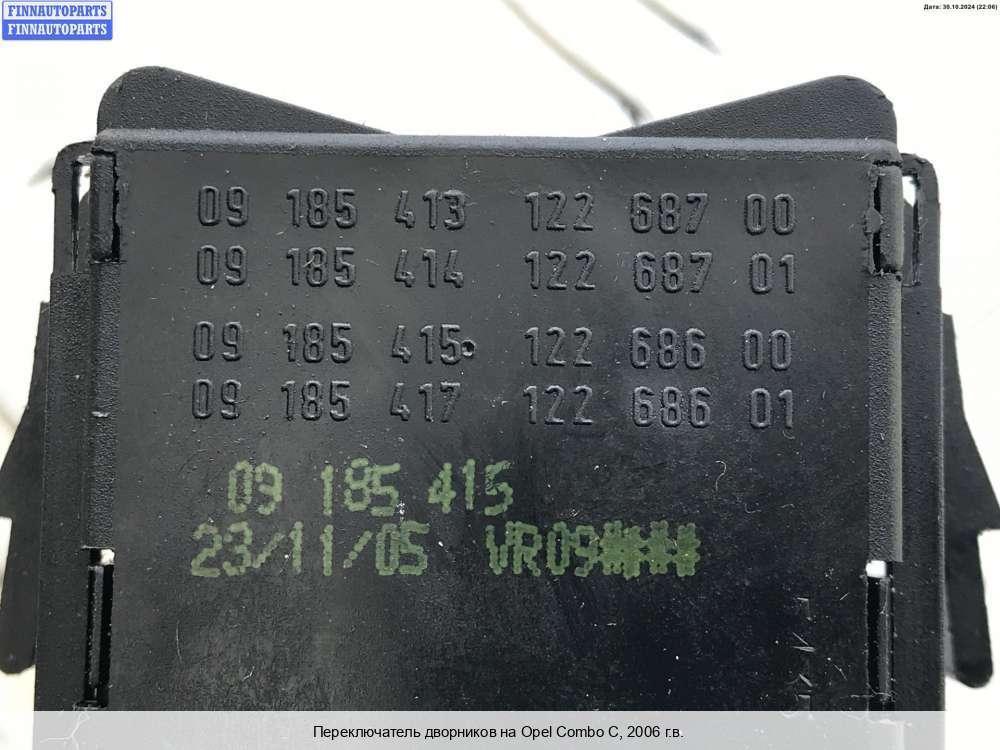 FINNAUTOPARTS
FINNAUTOPARTS
Дата: 30.10.2024 (22:06)
09 185 413 122 687 00
09 185 414 122 687 01
09 185 415 122 686 00
09 185 417 122 686 01
09 185 415
23/11/05 VR09###
Переключатель дворников на Opel Combo C, 2006 г.в.